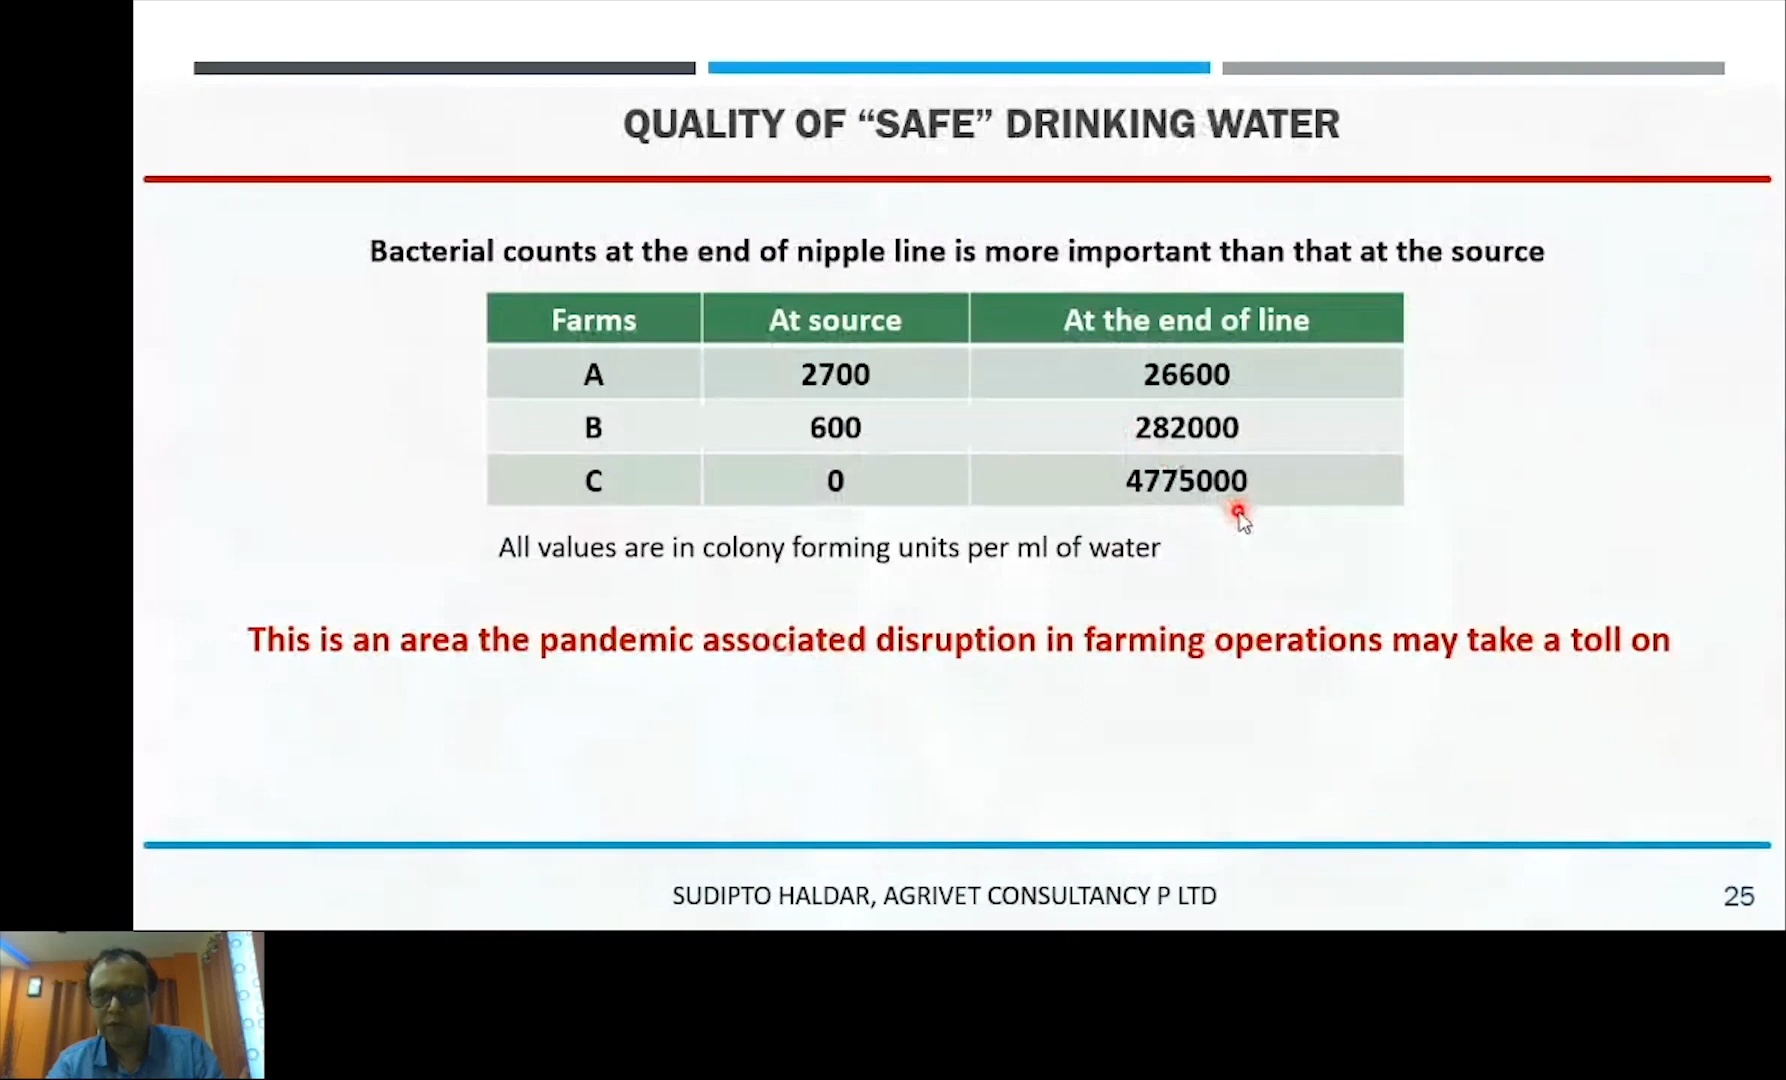 QUALITY OF “SAFE” DRINKING WATER
Bacterial counts at the end of nipple line is more important than that at the source
Farms At source At the end of line
A 2700 26600
B 600 282000
C 0 4775000
All values are in colony forming units per ml of water
This is an area the pandemic associated disruption in farming operations may take a toll on
SUDIPTO HALDAR, AGRIVET CONSULTANCY P LTD
25